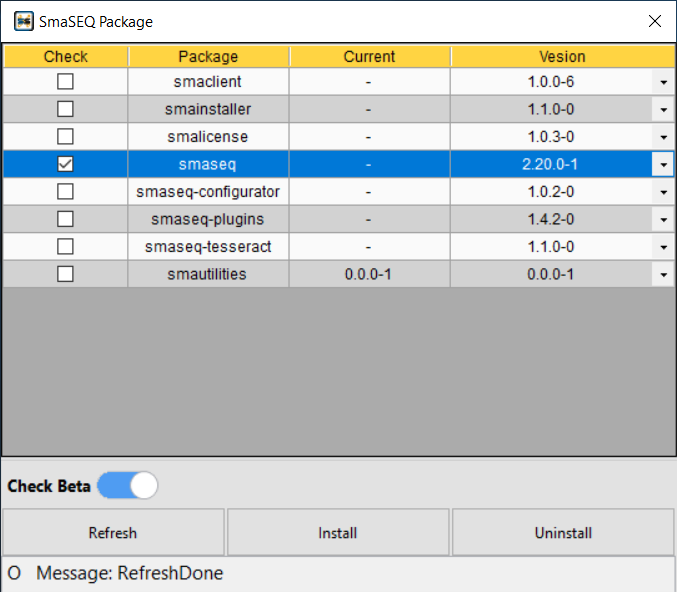 SmaSEQ Package
Check Package Current Vesion
smaclient - 1.0.0-6
smainstaller - 1.1.0-0
smalicense - 1.0.3-0
smaseq - 2.20.0-1
smaseq-configurator - 1.0.2-0
smaseq-plugins - 1.4.2-0
smaseq-tesseract - 1.1.0-0
smautilities 0.0.0-1 0.0.0-1
Check Beta
Refresh Install Uninstall
O Message: RefreshDone